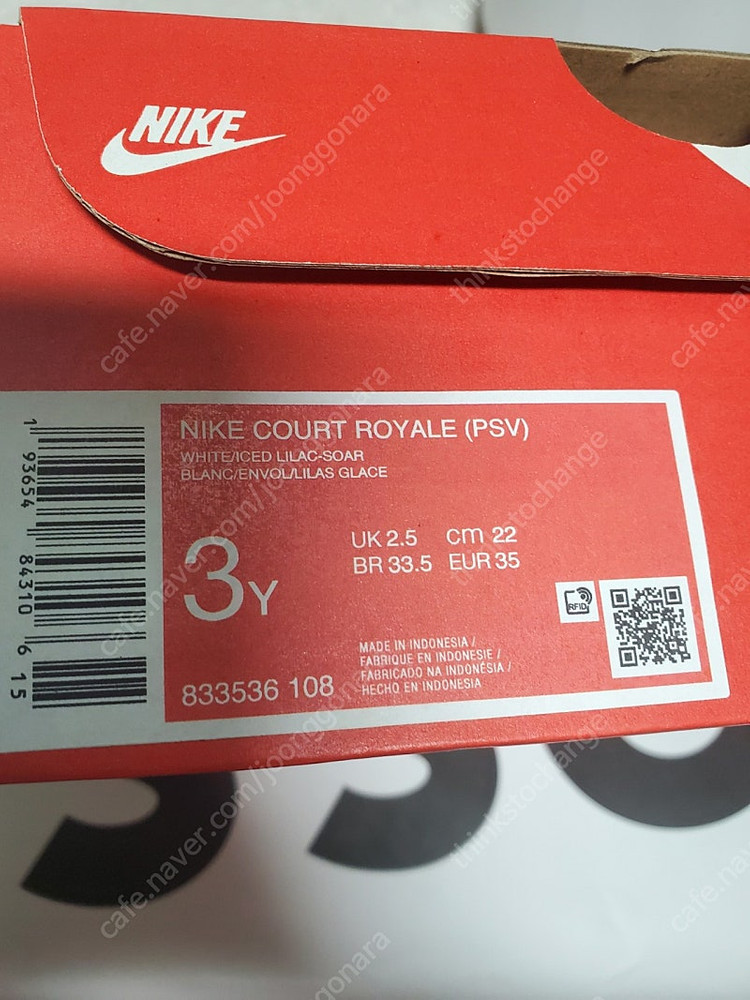 NIKE
NIKE COURT ROYALE (PSV)
WHITE/ICED LILAC-SOAR
BLANC/ENVOL/LILAS GLACE
3Y
UK 2.5 cm 22
BR 33.5 EUR 35
RFID
MADE IN INDONESIA /
FABRIQUE EN INDONESIE /
FABRICADO NA INDONÉSIA /
HECHO EN INDONESIA
833536 108
1 93654 84310 6 15
cafe.naver.com/joonggonara
thinkstochange